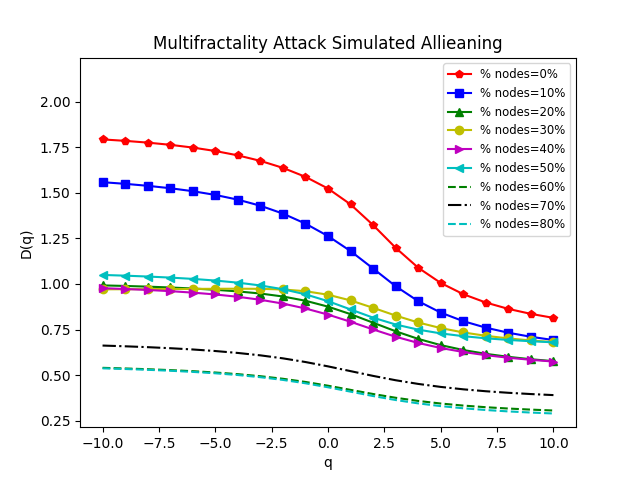 Multifractality Attack Simulated Allieaning
% nodes=0%
% nodes=10%
% nodes=20%
% nodes=30%
% nodes=40%
% nodes=50%
% nodes=60%
% nodes=70%
% nodes=80%
D(q)
2.00
1.75
1.50
1.25
1.00
0.75
0.50
0.25
−10.0 −7.5 −5.0 −2.5 0.0 2.5 5.0 7.5 10.0
q